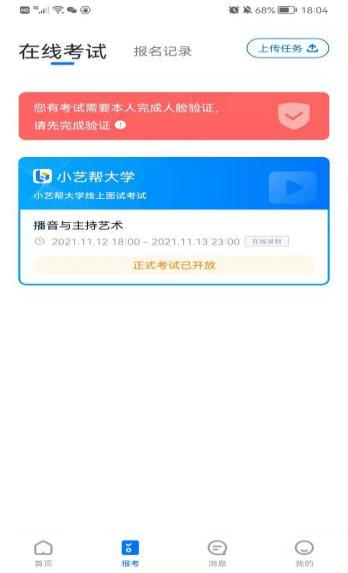 HD 68% 18:04
在线考试 报名记录 上传任务
您有考试需要本人完成人脸验证，
请先完成验证
小艺帮大学
小艺帮大学线上面试考试
播音与主持艺术
2021.11.12 18:00 - 2021.11.13 23:00 在线录制
正式考试已开放
首页 报考 消息 我的